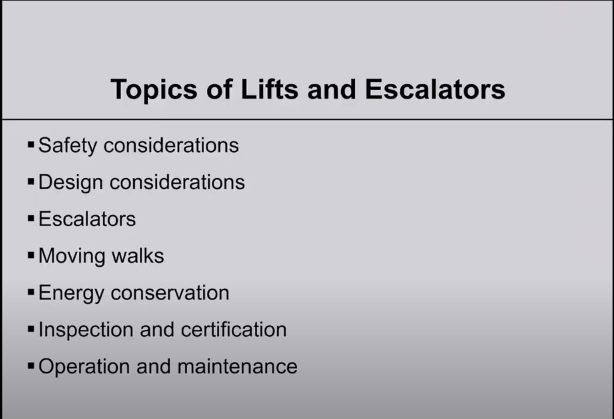 Topics of Lifts and Escalators
▪Safety considerations
▪Design considerations
▪Escalators
▪Moving walks
▪Energy conservation
▪Inspection and certification
▪Operation and maintenance